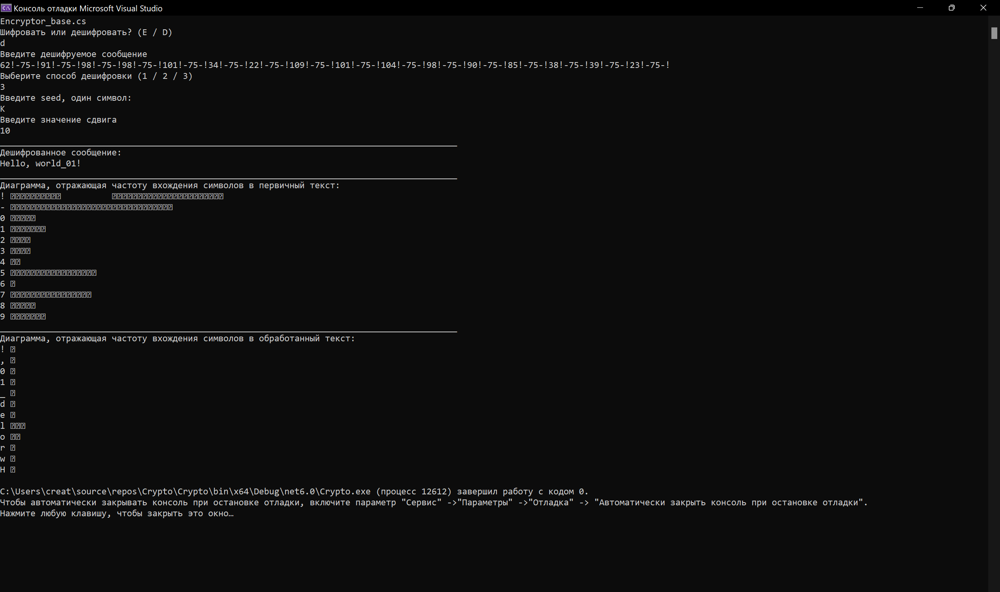 Консоль отладки Microsoft Visual Studio
Encryptor_base.cs
Шифровать или дешифровать? (E / D)
d
Введите дешифруемое сообщение
62!-75-!91!-75-!98!-75-!98!-75-!101!-75-!34!-75-!22!-75-!109!-75-!101!-75-!104!-75-!98!-75-!90!-75-!85!-75-!38!-75-!39!-75-!23!-75-!
Выберите способ дешифровки (1 / 2 / 3)
3
Введите seed, один символ:
K
Введите значение сдвига
10
Дешифрованное сообщение:
Hello, world_01!
Диаграмма, отражающая частоту вхождения символов в первичный текст:
! ⍰⍰⍰⍰⍰⍰⍰⍰⍰⍰          ⍰⍰⍰⍰⍰⍰⍰⍰⍰⍰⍰⍰⍰⍰⍰⍰⍰⍰⍰⍰⍰⍰
- ⍰⍰⍰⍰⍰⍰⍰⍰⍰⍰⍰⍰⍰⍰⍰⍰⍰⍰⍰⍰⍰⍰⍰⍰⍰⍰⍰⍰⍰⍰⍰⍰
0 ⍰⍰⍰⍰⍰
1 ⍰⍰⍰⍰⍰⍰⍰
2 ⍰⍰⍰⍰
3 ⍰⍰⍰⍰
4 ⍰⍰
5 ⍰⍰⍰⍰⍰⍰⍰⍰⍰⍰⍰⍰⍰⍰⍰⍰⍰
6 ⍰
7 ⍰⍰⍰⍰⍰⍰⍰⍰⍰⍰⍰⍰⍰⍰⍰⍰
8 ⍰⍰⍰⍰⍰
9 ⍰⍰⍰⍰⍰⍰⍰
Диаграмма, отражающая частоту вхождения символов в обработанный текст:
! ⍰
, ⍰
0 ⍰
1 ⍰
_ ⍰
d ⍰
e ⍰
l ⍰⍰⍰
o ⍰⍰
r ⍰
w ⍰
H ⍰
C:\Users\creat\source\repos\Crypto\Crypto\bin\x64\Debug\net6.0\Crypto.exe (процесс 12612) завершил работу с кодом 0.
Чтобы автоматически закрывать консоль при остановке отладки, включите параметр "Сервис" ->"Параметры" ->"Отладка" -> "Автоматически закрыть консоль при остановке отладки".
Нажмите любую клавишу, чтобы закрыть это окно…